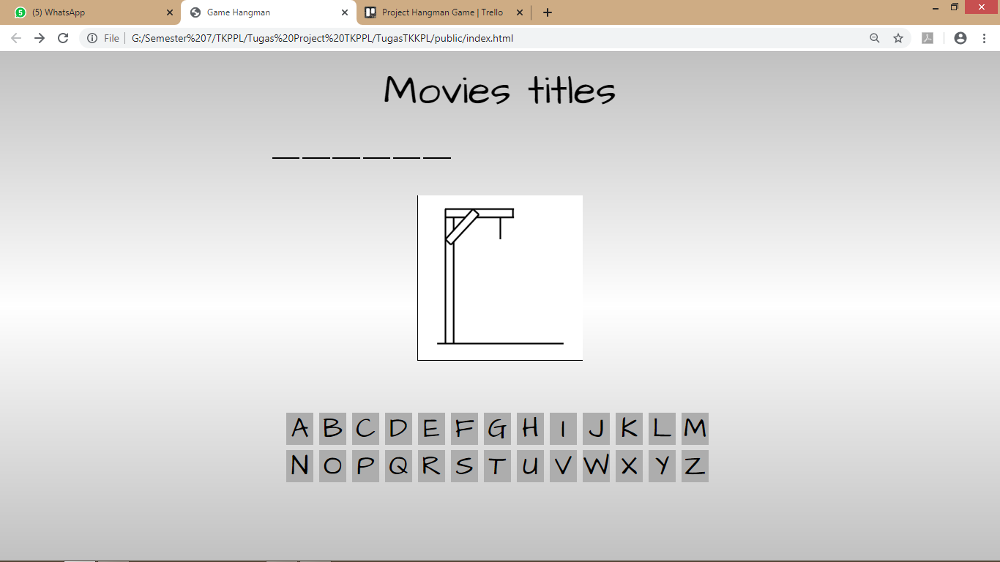 5 (5) WhatsApp Game Hangman Project Hangman Game | Trello
File G:/Semester%207/TKPPL/Tugas%20Project%20TKPPL/TugasTKKPL/public/index.html
Movies titles
A B C D E F G H I J K L M
N O P Q R S T U V W X Y Z